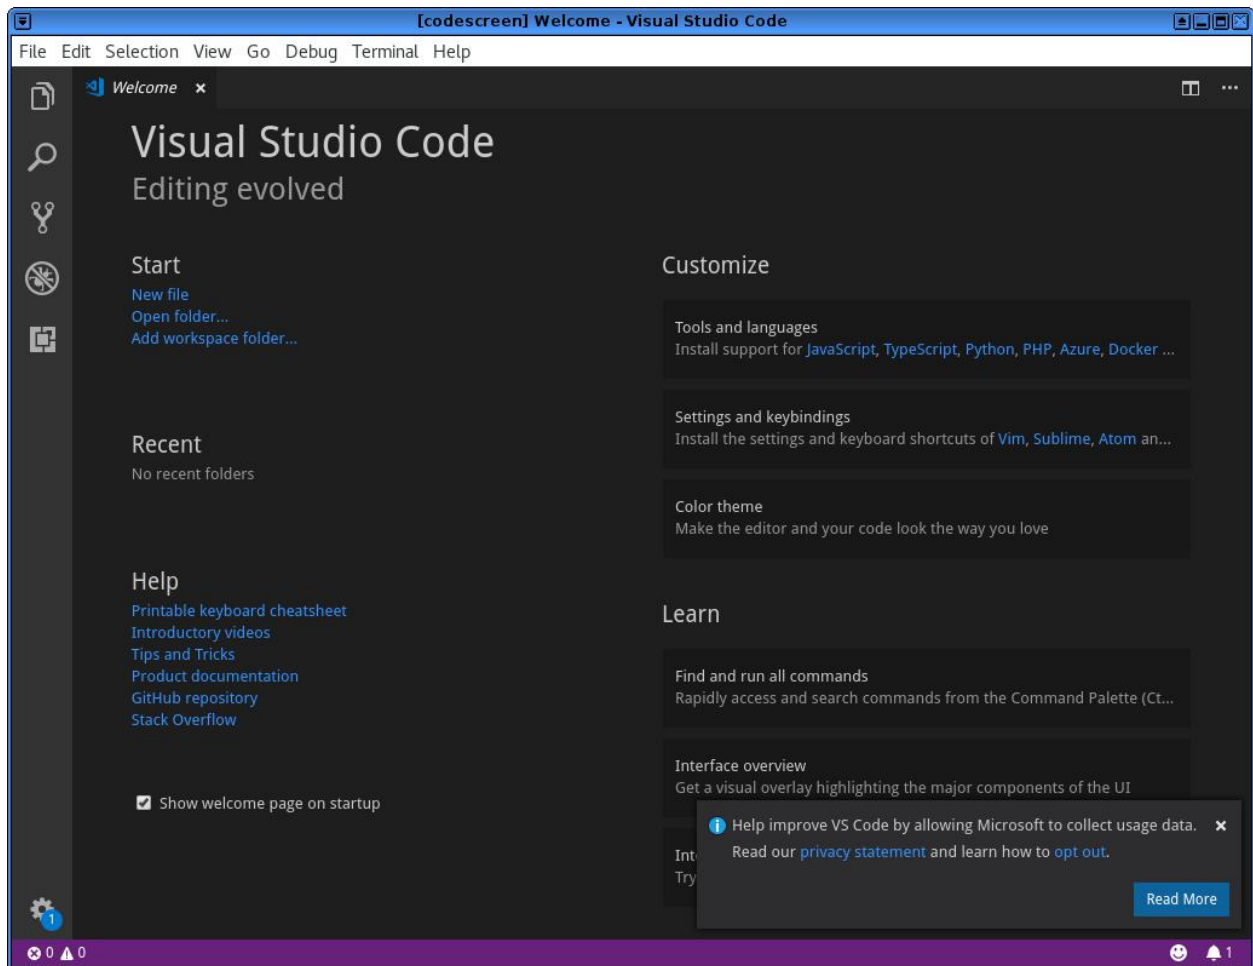 [codescreen] Welcome - Visual Studio Code
File Edit Selection View Go Debug Terminal Help
Welcome
Visual Studio Code
Editing evolved
Start
New file
Open folder...
Add workspace folder...
Recent
No recent folders
Help
Printable keyboard cheatsheet
Introductory videos
Tips and Tricks
Product documentation
GitHub repository
Stack Overflow
Show welcome page on startup
Customize
Tools and languages
Install support for JavaScript, TypeScript, Python, PHP, Azure, Docker ...
Settings and keybindings
Install the settings and keyboard shortcuts of Vim, Sublime, Atom an...
Color theme
Make the editor and your code look the way you love
Learn
Find and run all commands
Rapidly access and search commands from the Command Palette (Ct...
Interface overview
Get a visual overlay highlighting the major components of the UI
Int
Try
Help improve VS Code by allowing Microsoft to collect usage data.
Read our privacy statement and learn how to opt out.
Read More
1
0 0
1